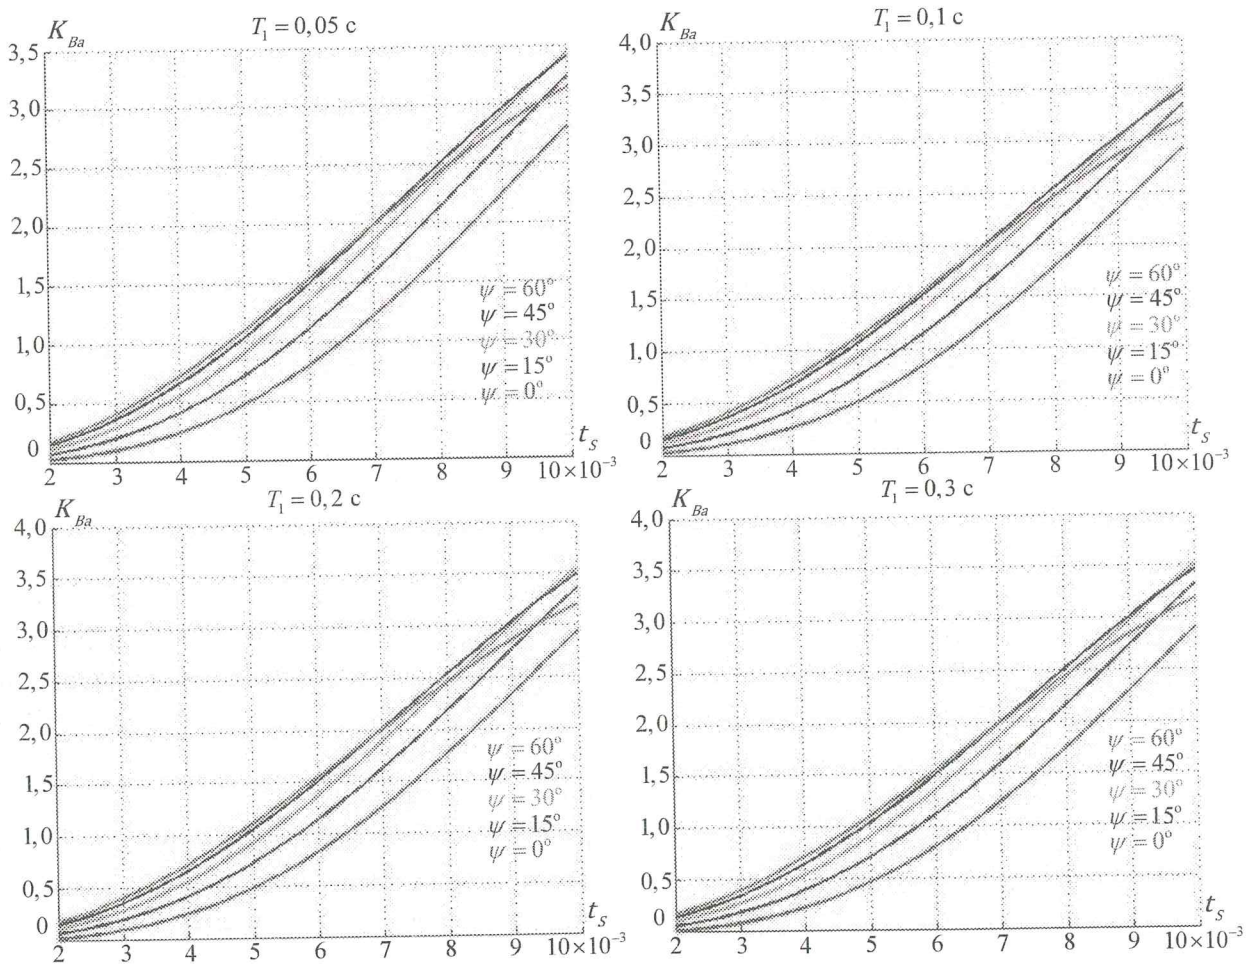 K_Ba T₁ = 0,05 c
3,5
3,0
2,5
2,0
1,5
1,0
0,5
0
ψ = 60°
ψ = 45°
ψ = 30°
ψ = 15°
ψ = 0°
t_s
2 3 4 5 6 7 8 9 10×10⁻³
K_Ba T₁ = 0,1 c
4,0
3,5
3,0
2,5
2,0
1,5
1,0
0,5
0
ψ = 60°
ψ = 45°
ψ = 30°
ψ = 15°
ψ = 0°
t_s
2 3 4 5 6 7 8 9 10×10⁻³
K_Ba T₁ = 0,2 c
4,0
3,5
3,0
2,5
2,0
1,5
1,0
0,5
0
ψ = 60°
ψ = 45°
ψ = 30°
ψ = 15°
ψ = 0°
t_s
2 3 4 5 6 7 8 9 10×10⁻³
K_Ba T₁ = 0,3 c
4,0
3,5
3,0
2,5
2,0
1,5
1,0
0,5
0
ψ = 60°
ψ = 45°
ψ = 30°
ψ = 15°
ψ = 0°
t_s
2 3 4 5 6 7 8 9 10×10⁻³